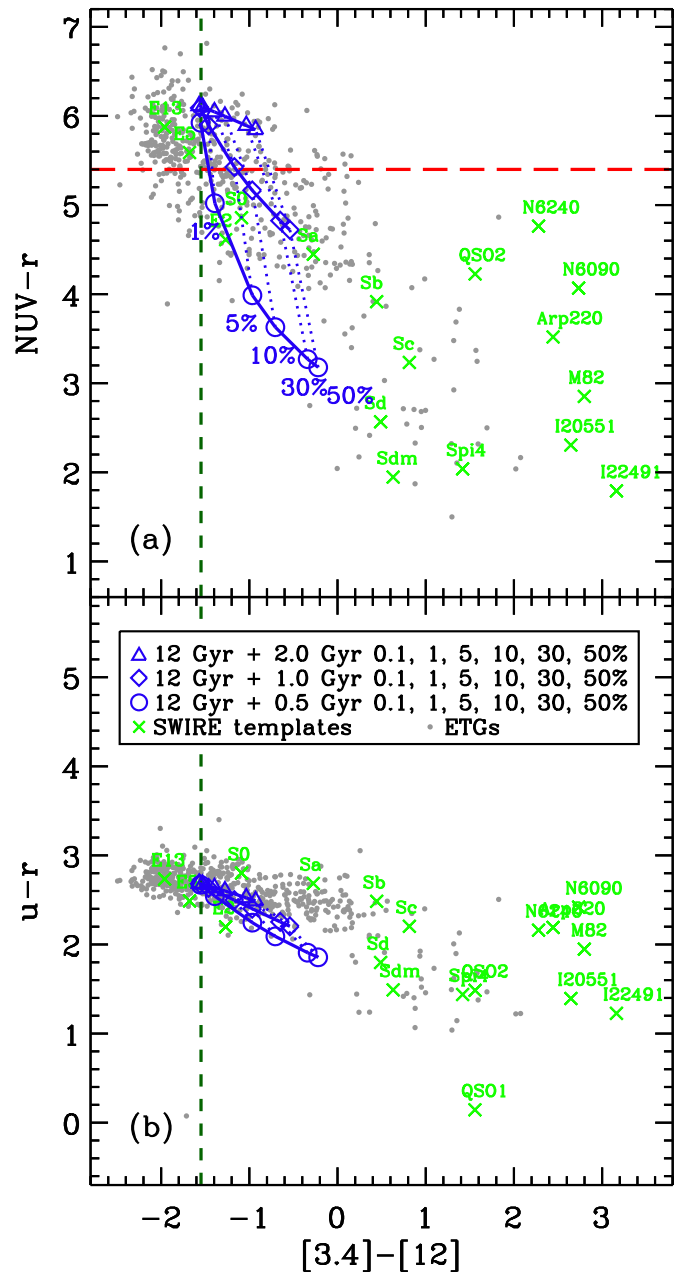 7
6
5
4
3
2
1
NUV-r
E13
E5
S0
E2
Sa
Sb
Sc
Sd
Sdm
Spi4
QSO2
N6240
N6090
Arp220
M82
I20551
I22491
1%
5%
10%
30%
50%
(a)
12 Gyr + 2.0 Gyr 0.1, 1, 5, 10, 30, 50%
12 Gyr + 1.0 Gyr 0.1, 1, 5, 10, 30, 50%
12 Gyr + 0.5 Gyr 0.1, 1, 5, 10, 30, 50%
SWIRE templates ETGs
5
4
3
2
1
0
u-r
E13
S0
Sa
Sb
Sc
Sd
Sdm
Spi4
QSO2
QSO1
N6240
Arp220
N6090
M82
I20551
I22491
(b)
-2 -1 0 1 2 3
[3.4]-[12]